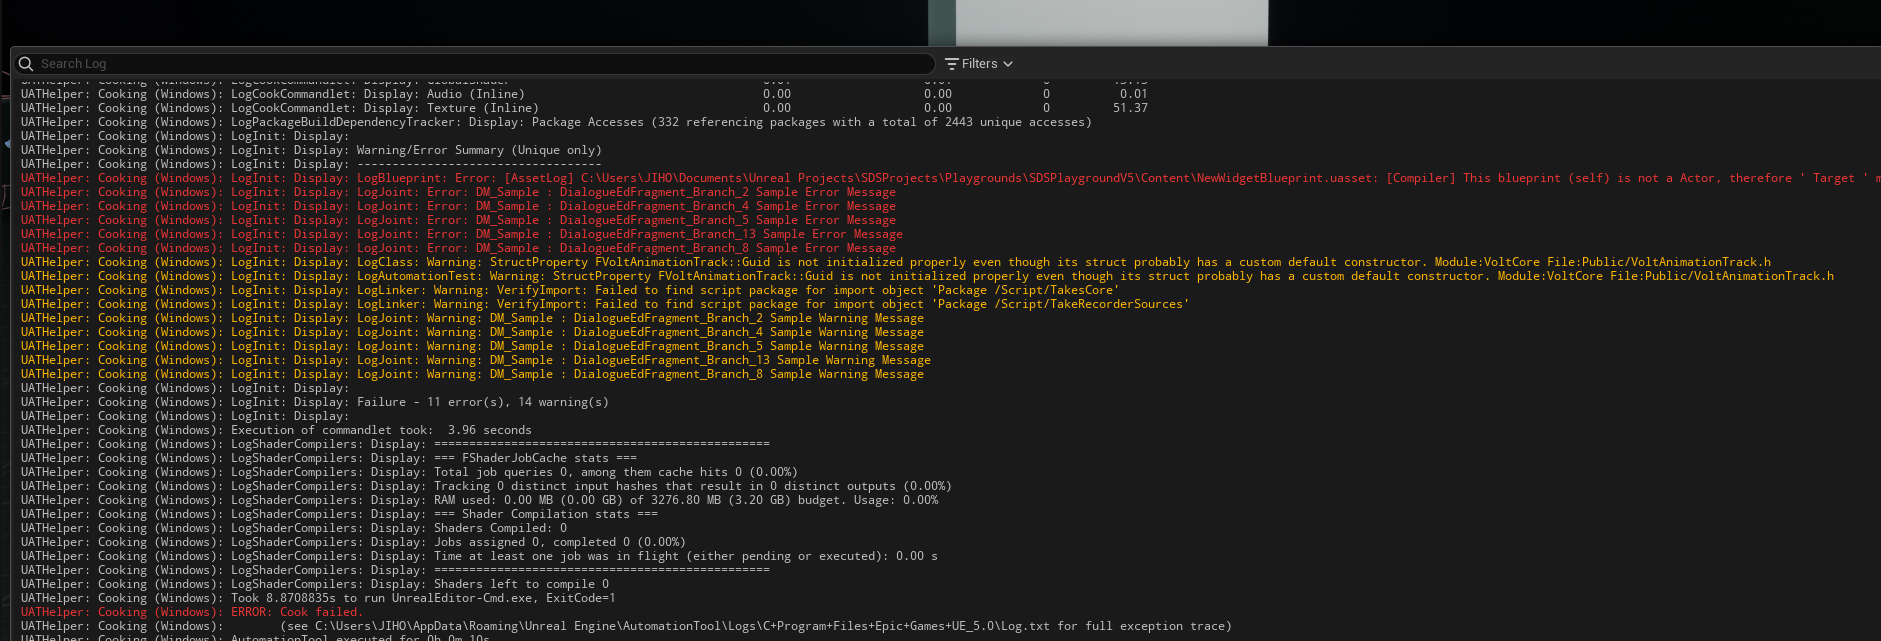 Search Log
Filters
UATHelper: Cooking (Windows): LogCookCommandlet: Display: GlobalShader
UATHelper: Cooking (Windows): LogCookCommandlet: Display: Audio (Inline) 0.00 0.00 0 0.01
UATHelper: Cooking (Windows): LogCookCommandlet: Display: Texture (Inline) 0.00 0.00 0 51.37
UATHelper: Cooking (Windows): LogPackageBuildDependencyTracker: Display: Package Accesses (332 referencing packages with a total of 2443 unique accesses)
UATHelper: Cooking (Windows): LogInit: Display:
UATHelper: Cooking (Windows): LogInit: Display: Warning/Error Summary (Unique only)
UATHelper: Cooking (Windows): LogInit: Display: -----------------------------------
UATHelper: Cooking (Windows): LogInit: Display: LogBlueprint: Error: [AssetLog] C:\Users\JIHO\Documents\Unreal Projects\SDSProjects\Playgrounds\SDSPlaygroundV5\Content\NewWidgetBlueprint.uasset: [Compiler] This blueprint (self) is not a Actor, therefore ' Target '
UATHelper: Cooking (Windows): LogInit: Display: LogJoint: Error: DM_Sample : DialogueEdFragment_Branch_2 Sample Error Message
UATHelper: Cooking (Windows): LogInit: Display: LogJoint: Error: DM_Sample : DialogueEdFragment_Branch_4 Sample Error Message
UATHelper: Cooking (Windows): LogInit: Display: LogJoint: Error: DM_Sample : DialogueEdFragment_Branch_5 Sample Error Message
UATHelper: Cooking (Windows): LogInit: Display: LogJoint: Error: DM_Sample : DialogueEdFragment_Branch_13 Sample Error Message
UATHelper: Cooking (Windows): LogInit: Display: LogJoint: Error: DM_Sample : DialogueEdFragment_Branch_8 Sample Error Message
UATHelper: Cooking (Windows): LogInit: Display: LogClass: Warning: StructProperty FVoltAnimationTrack::Guid is not initialized properly even though its struct probably has a custom default constructor. Module:VoltCore File:Public/VoltAnimationTrack.h
UATHelper: Cooking (Windows): LogInit: Display: LogAutomationTest: Warning: StructProperty FVoltAnimationTrack::Guid is not initialized properly even though its struct probably has a custom default constructor. Module:VoltCore File:Public/VoltAnimationTrack.h
UATHelper: Cooking (Windows): LogInit: Display: LogLinker: Warning: VerifyImport: Failed to find script package for import object 'Package /Script/TakesCore'
UATHelper: Cooking (Windows): LogInit: Display: LogLinker: Warning: VerifyImport: Failed to find script package for import object 'Package /Script/TakeRecorderSources'
UATHelper: Cooking (Windows): LogInit: Display: LogJoint: Warning: DM_Sample : DialogueEdFragment_Branch_2 Sample Warning Message
UATHelper: Cooking (Windows): LogInit: Display: LogJoint: Warning: DM_Sample : DialogueEdFragment_Branch_4 Sample Warning Message
UATHelper: Cooking (Windows): LogInit: Display: LogJoint: Warning: DM_Sample : DialogueEdFragment_Branch_5 Sample Warning Message
UATHelper: Cooking (Windows): LogInit: Display: LogJoint: Warning: DM_Sample : DialogueEdFragment_Branch_13 Sample Warning Message
UATHelper: Cooking (Windows): LogInit: Display: LogJoint: Warning: DM_Sample : DialogueEdFragment_Branch_8 Sample Warning Message
UATHelper: Cooking (Windows): LogInit: Display:
UATHelper: Cooking (Windows): LogInit: Display: Failure - 11 error(s), 14 warning(s)
UATHelper: Cooking (Windows): LogInit: Display:
UATHelper: Cooking (Windows): Execution of commandlet took:  3.96 seconds
UATHelper: Cooking (Windows): LogShaderCompilers: Display: ================================================
UATHelper: Cooking (Windows): LogShaderCompilers: Display: === FShaderJobCache stats ===
UATHelper: Cooking (Windows): LogShaderCompilers: Display: Total job queries 0, among them cache hits 0 (0.00%)
UATHelper: Cooking (Windows): LogShaderCompilers: Display: Tracking 0 distinct input hashes that result in 0 distinct outputs (0.00%)
UATHelper: Cooking (Windows): LogShaderCompilers: Display: RAM used: 0.00 MB (0.00 GB) of 3276.80 MB (3.20 GB) budget. Usage: 0.00%
UATHelper: Cooking (Windows): LogShaderCompilers: Display: === Shader Compilation stats ===
UATHelper: Cooking (Windows): LogShaderCompilers: Display: Shaders Compiled: 0
UATHelper: Cooking (Windows): LogShaderCompilers: Display: Jobs assigned 0, completed 0 (0.00%)
UATHelper: Cooking (Windows): LogShaderCompilers: Display: Time at least one job was in flight (either pending or executed): 0.00 s
UATHelper: Cooking (Windows): LogShaderCompilers: Display: ================================================
UATHelper: Cooking (Windows): LogShaderCompilers: Display: Shaders left to compile 0
UATHelper: Cooking (Windows): Took 8.8708835s to run UnrealEditor-Cmd.exe, ExitCode=1
UATHelper: Cooking (Windows): ERROR: Cook failed.
UATHelper: Cooking (Windows):        (see C:\Users\JIHO\AppData\Roaming\Unreal Engine\AutomationTool\Logs\C+Program+Files+Epic+Games+UE_5.0\Log.txt for full exception trace)
UATHelper: Cooking (Windows): AutomationTool executed for 0h 0m 10s